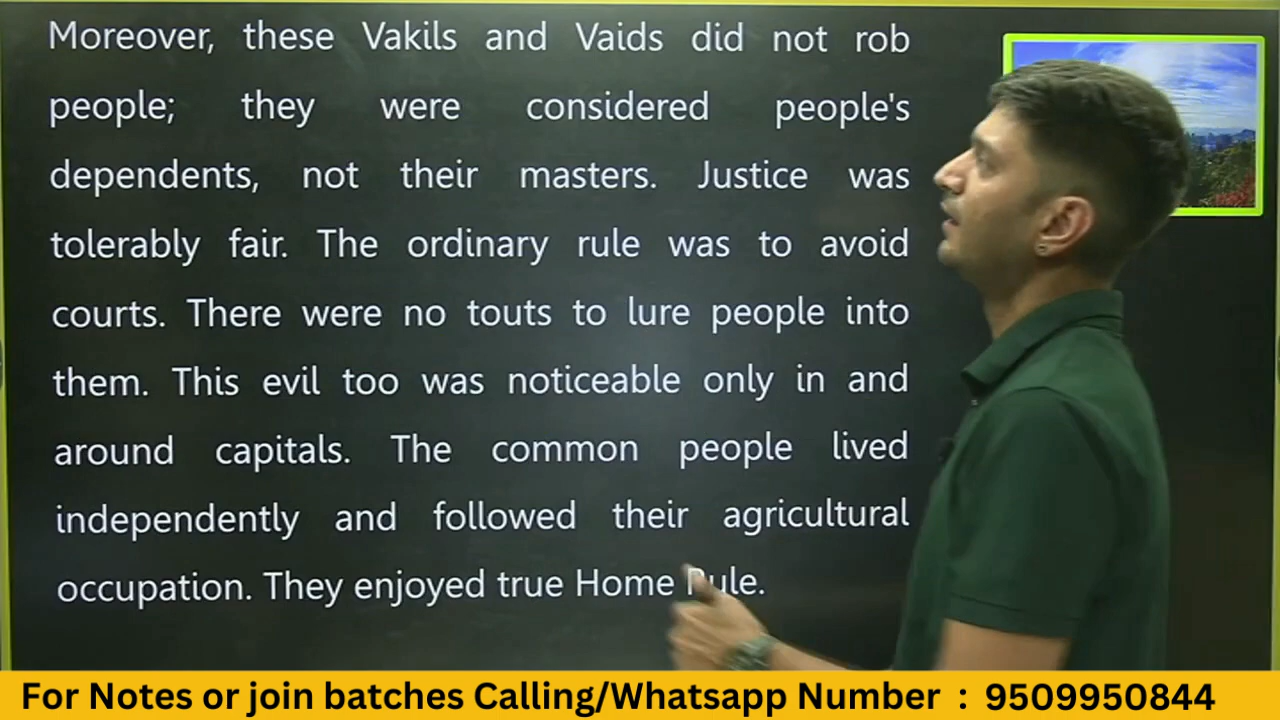 Moreover, these Vakils and Vaids did not rob
people; they were considered people's
dependents, not their masters. Justice was
tolerably fair. The ordinary rule was to avoid
courts. There were no touts to lure people into
them. This evil too was noticeable only in and
around capitals. The common people lived
independently and followed their agricultural
occupation. They enjoyed true Home Rule.
For Notes or join batches Calling/Whatsapp Number : 9509950844